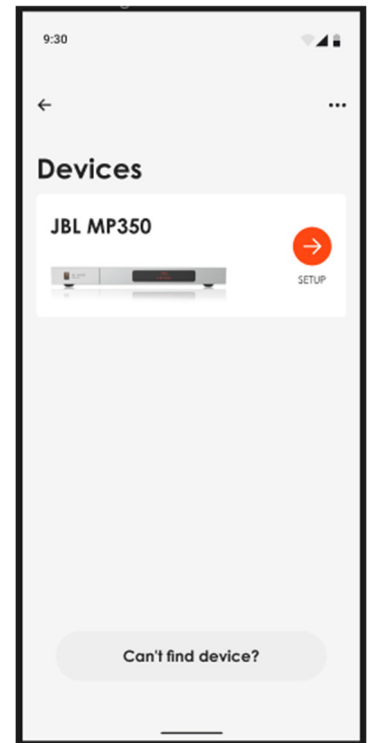 9:30
Devices
JBL MP350
SETUP
Can't find device?